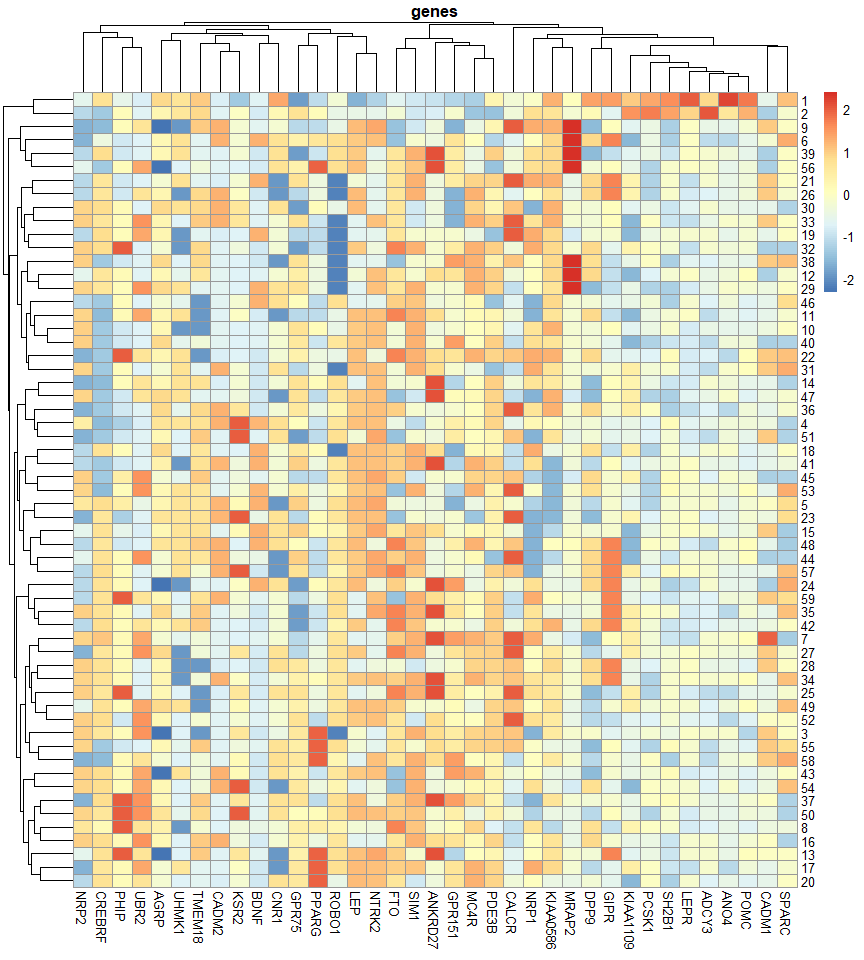 genes
1
2
9
6
39
56
21
26
30
33
19
32
38
12
29
46
11
10
40
22
31
14
47
36
4
51
18
41
45
53
5
23
15
48
44
57
24
59
35
42
7
27
28
34
25
49
52
3
55
58
43
54
37
50
8
16
13
17
20
2
1
0
-1
-2
NRP2
CREBRF
PHIP
UBR2
AGRP
UHMK1
TMEM18
CADM2
KSR2
BDNF
CNR1
GPR75
PPARG
ROBO1
LEP
NTRK2
FTO
SIM1
ANKRD27
GPR151
MC4R
PDE3B
CALCR
NRP1
KIAA0586
MRAP2
DPP9
GIPR
KIAA1109
PCSK1
SH2B1
LEPR
ADCY3
ANO4
POMC
CADM1
SPARC